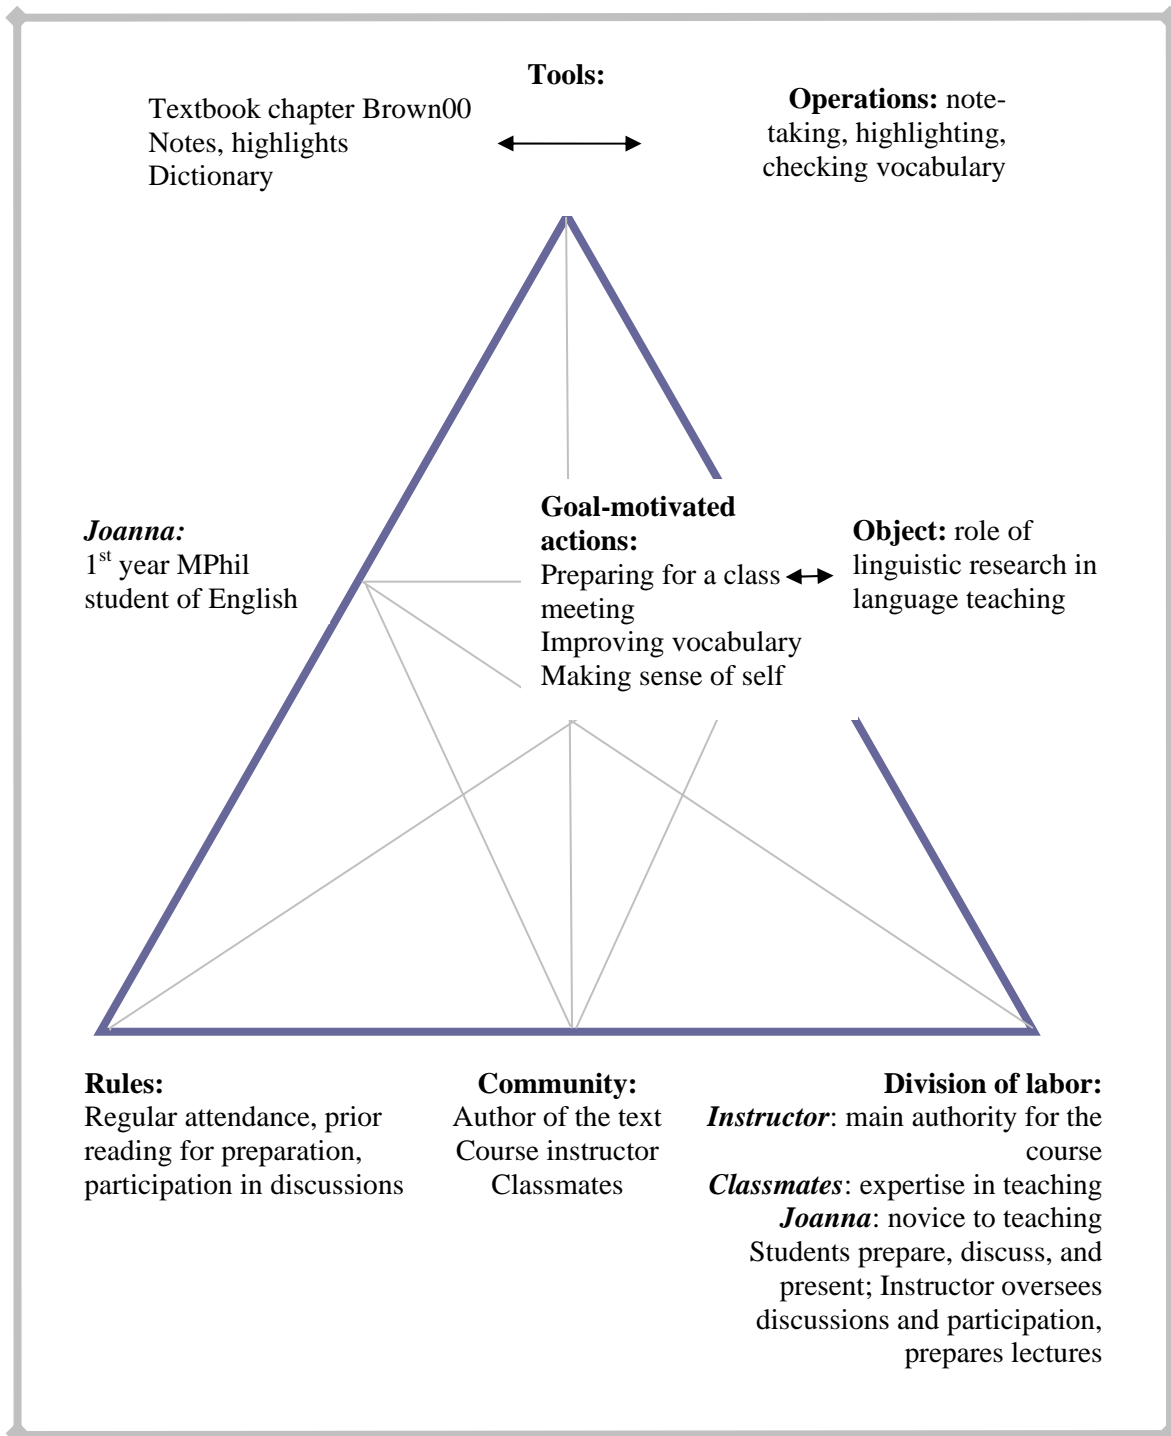 Tools:
Textbook chapter Brown00
Notes, highlights
Dictionary
Operations: note-
taking, highlighting,
checking vocabulary
Joanna:
1st year MPhil
student of English
Goal-motivated
actions:
Preparing for a class
meeting
Improving vocabulary
Making sense of self
Object: role of
linguistic research in
language teaching
Rules:
Regular attendance, prior
reading for preparation,
participation in discussions
Community:
Author of the text
Course instructor
Classmates
Division of labor:
Instructor: main authority for the
course
Classmates: expertise in teaching
Joanna: novice to teaching
Students prepare, discuss, and
present; Instructor oversees
discussions and participation,
prepares lectures